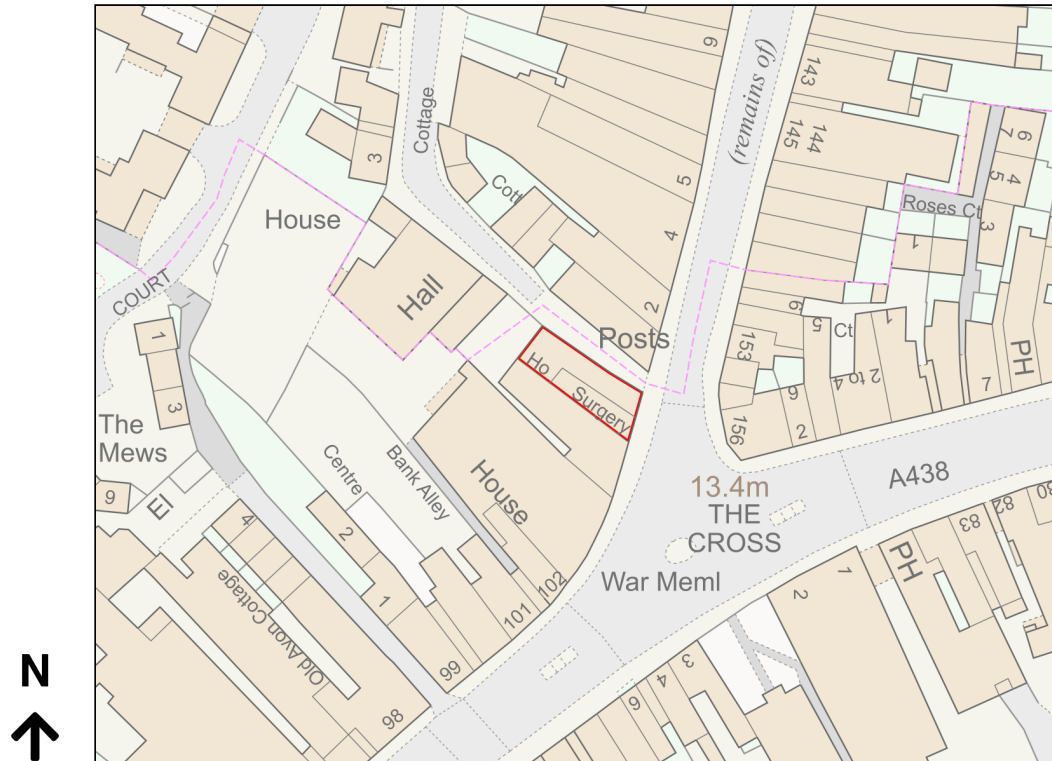 6
(remains of)
143
144
145
Cottage
3
Cott
5
4
2
House
Hall
COURT
Posts
Roses Ct
1
3
4
5
6
7
6
5
Ct
1
2 to 4
7
PH
153
156
6
2
1
3
The
Mews
9
El
Ho
Surgery
House
Bank Alley
Centre
2
1
4
Old Avon Cottage
13.4m
THE
CROSS
A438
War Meml
101
102
99
98
PH
83
82
80
1
2
3
4
6
N